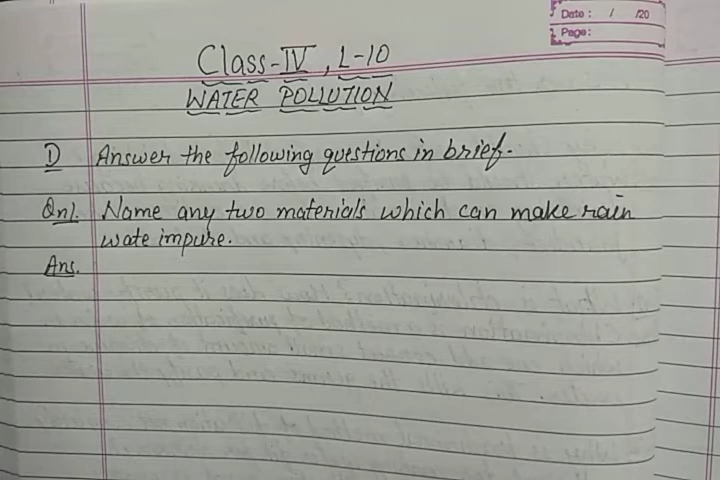 Date : / /20
Page:
Class-IV, L-10
WATER POLLUTION
I) Answer the following questions in brief.
Qn1. Name any two materials which can make rain
wate impure.
Ans.